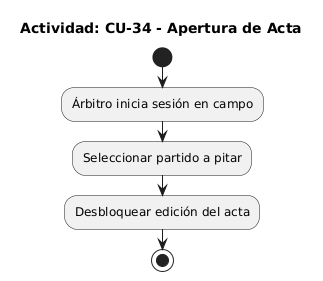 Actividad: CU-34 - Apertura de Acta
Árbitro inicia sesión en campo
Seleccionar partido a pitar
Desbloquear edición del acta